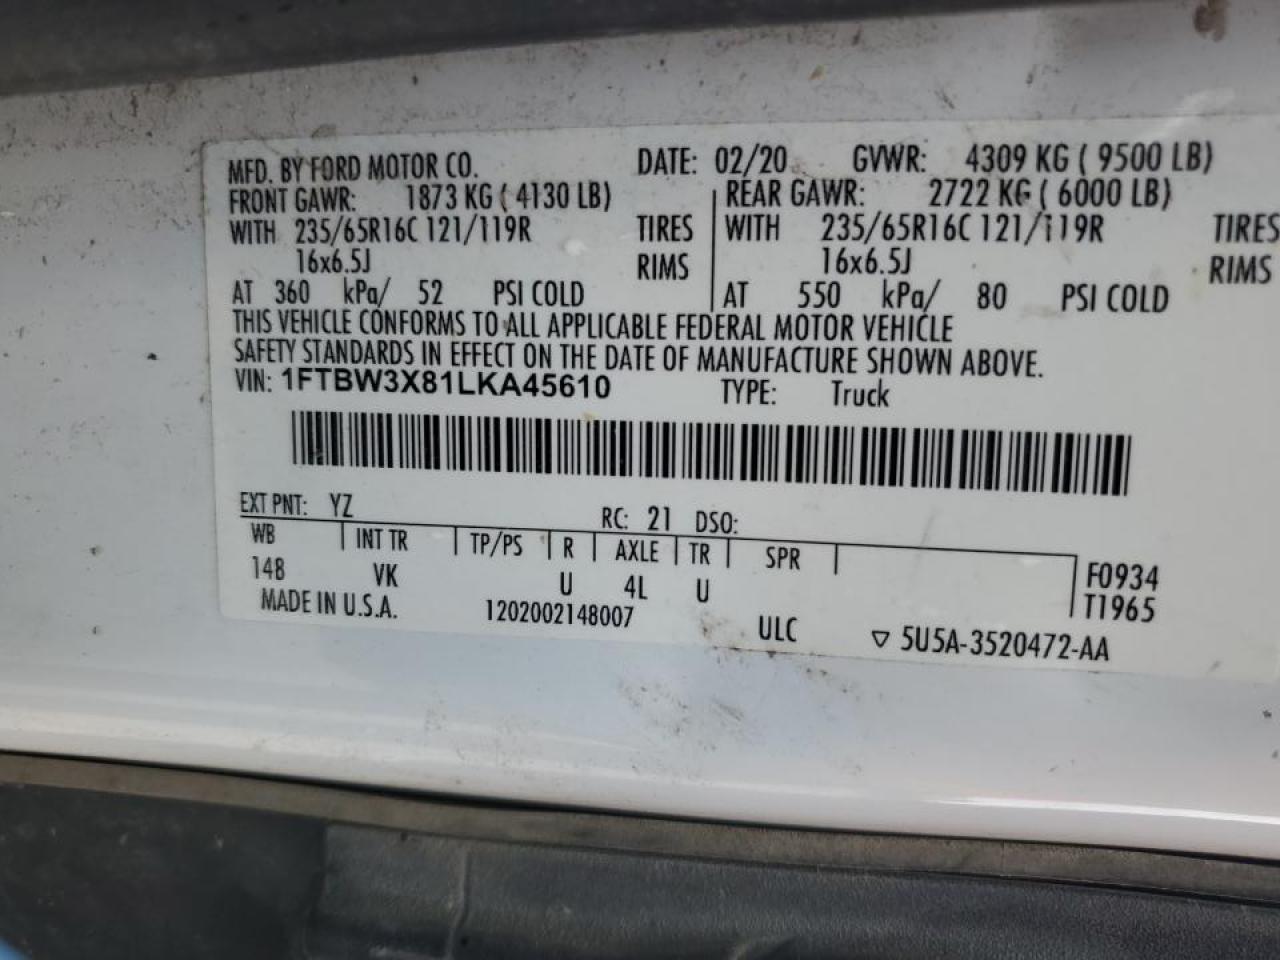 MFD. BY FORD MOTOR CO. DATE: 02/20 GVWR: 4309 KG ( 9500 LB)
FRONT GAWR: 1873 KG ( 4130 LB) REAR GAWR: 2722 KG ( 6000 LB)
WITH 235/65R16C 121/119R TIRES WITH 235/65R16C 121/119R TIRES
16x6.5J RIMS 16x6.5J RIMS
AT 360 kPa/ 52 PSI COLD AT 550 kPa/ 80 PSI COLD
THIS VEHICLE CONFORMS TO ALL APPLICABLE FEDERAL MOTOR VEHICLE
SAFETY STANDARDS IN EFFECT ON THE DATE OF MANUFACTURE SHOWN ABOVE.
VIN: 1FTBW3X81LKA45610 TYPE: Truck
EXT PNT: YZ RC: 21 DSO:
WB INT TR TP/PS R AXLE TR SPR
148 VK U 4L U F0934
T1965
MADE IN U.S.A. 1202002148007 ULC ▽ 5U5A-3520472-AA